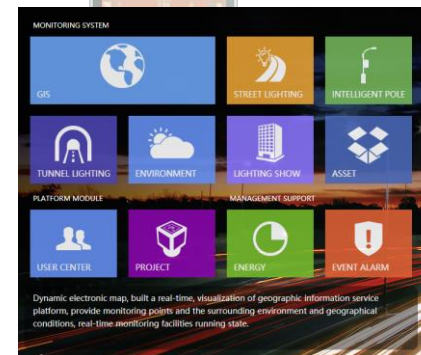 MONITORING SYSTEM
GIS
STREET LIGHTING
INTELLIGENT POLE
TUNNEL LIGHTING
ENVIRONMENT
LIGHTING SHOW
ASSET
PLATFORM MODULE
MANAGEMENT SUPPORT
USER CENTER
PROJECT
ENERGY
EVENT ALARM
Dynamic electronic map, built a real-time, visualization of geographic information service
platform, provide monitoring points and the surrounding environment and geographical
conditions, real-time monitoring facilities running state.